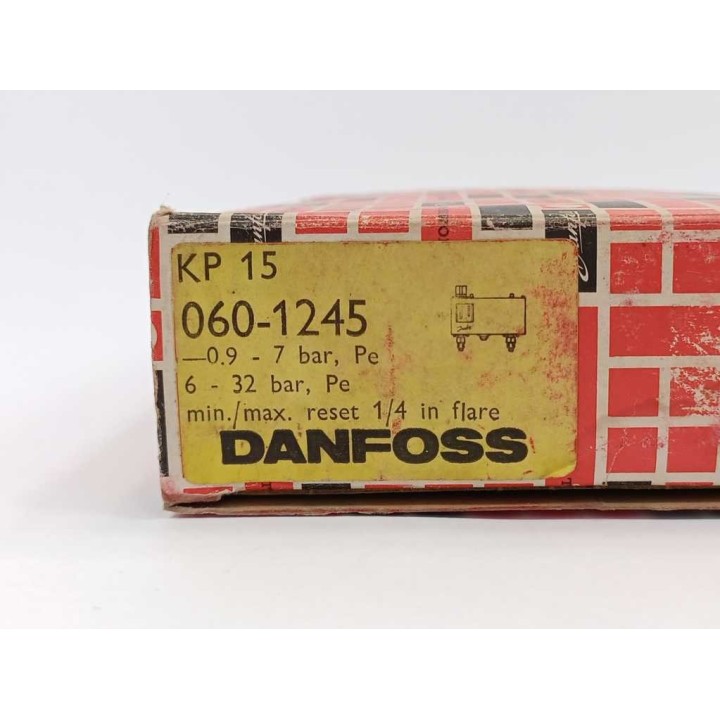 KP 15
060-1245
—0.9 - 7 bar, Pe
6 - 32 bar, Pe
min./max. reset 1/4 in flare
DANFOSS